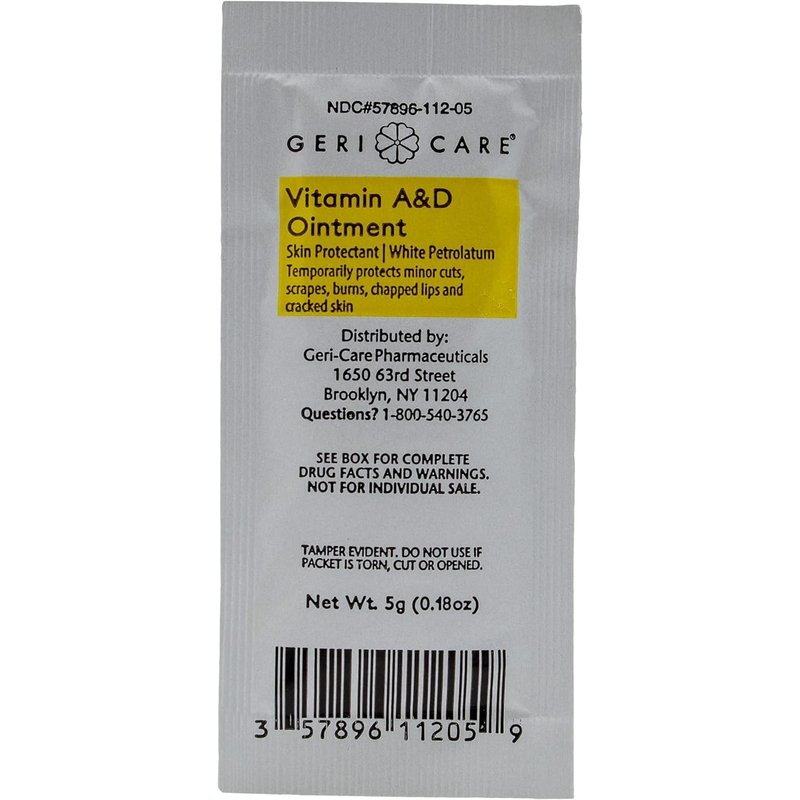 NDC#57896-112-05
GERI CARE®
Vitamin A&D
Ointment
Skin Protectant | White Petrolatum
Temporarily protects minor cuts,
scrapes, burns, chapped lips and
cracked skin
Distributed by:
Geri-Care Pharmaceuticals
1650 63rd Street
Brooklyn, NY 11204
Questions? 1-800-540-3765
SEE BOX FOR COMPLETE
DRUG FACTS AND WARNINGS.
NOT FOR INDIVIDUAL SALE.
TAMPER EVIDENT. DO NOT USE IF
PACKET IS TORN, CUT OR OPENED.
Net Wt. 5g (0.18oz)
3 57896 11205 9